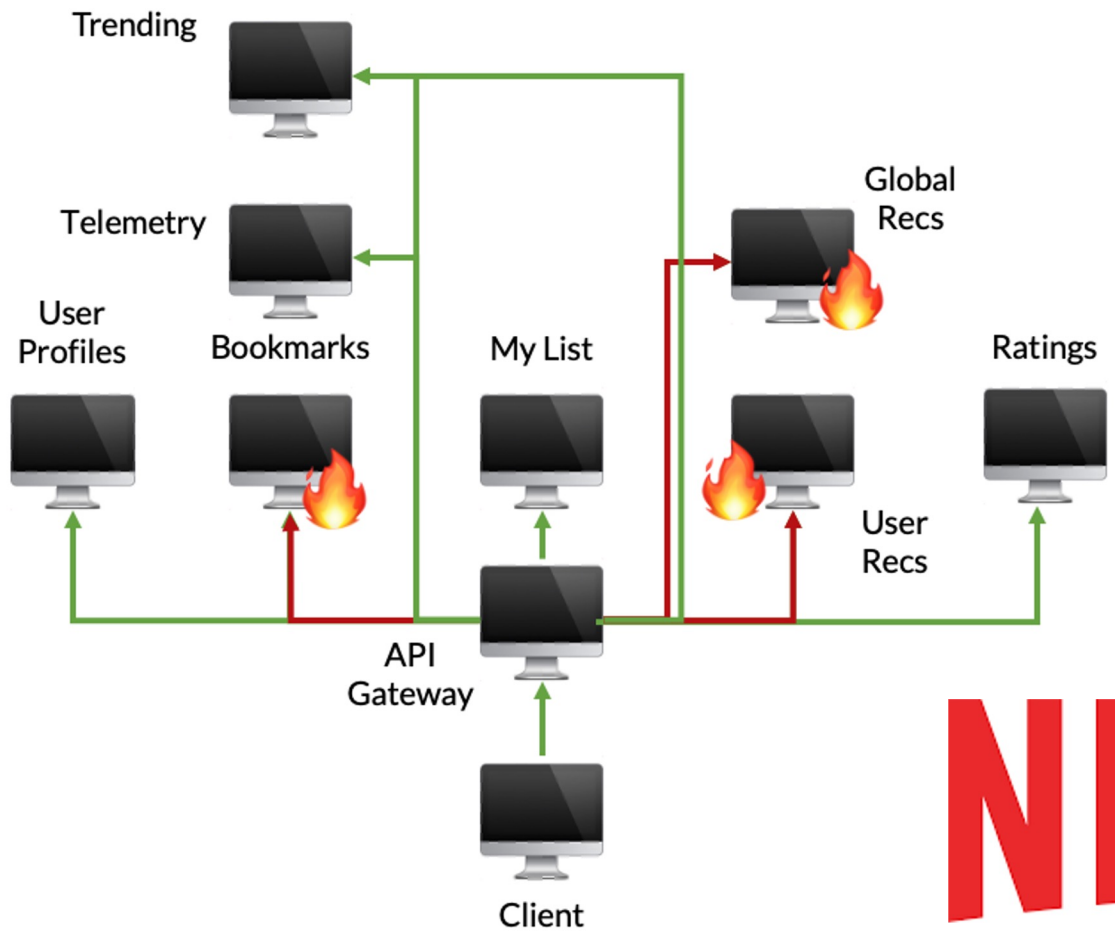 Trending
Telemetry
Global
Recs
User
Profiles
Bookmarks
My List
Ratings
User
Recs
API
Gateway
Client
N